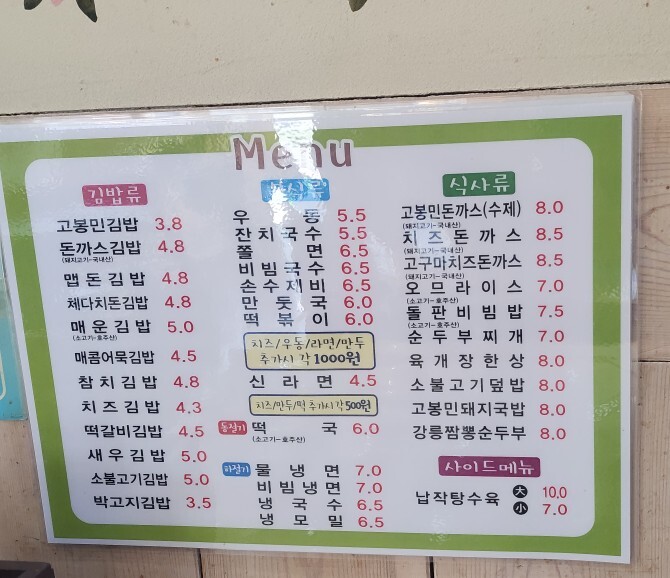 Menu
김밥류
고봉민김밥 3.8
돈까스김밥 4.8
(돼지고기-국내산)
맵돈김밥 4.8
체다치돈김밥 4.8
매운김밥 5.0
(소고기-호주산)
매콤어묵김밥 4.5
참치김밥 4.8
치즈김밥 4.3
떡갈비김밥 4.5
새우김밥 5.0
소불고기김밥 5.0
박고지김밥 3.5
우동 5.5
잔치국수 5.5
쫄면 6.5
비빔국수 6.5
손수제비 6.5
만둣국 6.0
떡볶이 6.0
치즈/우동/라면/만두
추가시 각 1000원
신라면 4.5
치즈/만두/떡 추가시 각 500원
동절기 떡국 6.0
(소고기-호주산)
하절기 물냉면 7.0
비빔냉면 7.0
냉국수 6.5
냉모밀 6.5
식사류
고봉민돈까스(수제) 8.0
(돼지고기-국내산)
치즈돈까스 8.5
(돼지고기-국내산)
고구마치즈돈까스 8.5
(돼지고기-국내산)
오므라이스 7.0
(소고기-호주산)
돌판비빔밥 7.5
(소고기-호주산)
순두부찌개 7.0
육개장한상 8.0
소불고기덮밥 8.0
고봉민돼지국밥 8.0
강릉짬뽕순두부 8.0
사이드메뉴
납작탕수육 大 10.0
小 7.0